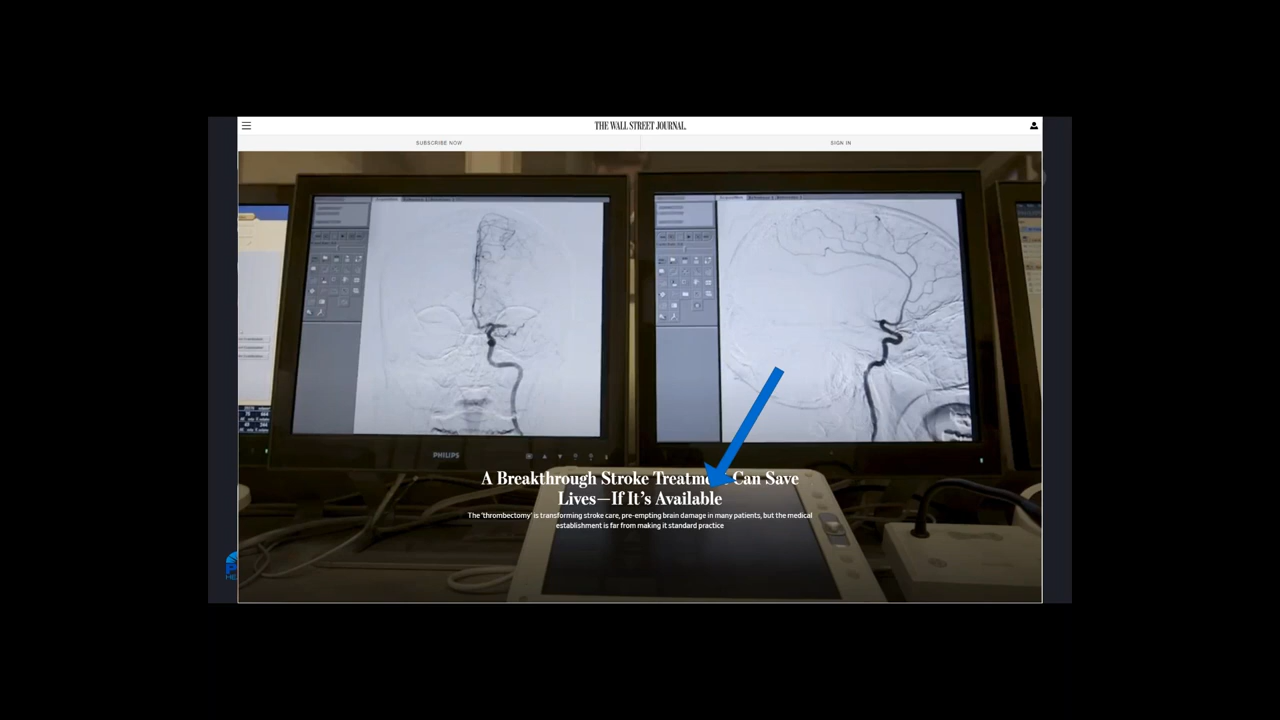 THE WALL STREET JOURNAL.
SUBSCRIBE NOW
SIGN IN
PHILIPS
A Breakthrough Stroke Can Save
Lives—If It's Available
The 'thrombectomy' is transforming stroke care, pre-empting brain damage in many patients, but the medical
establishment is far from making it standard practice